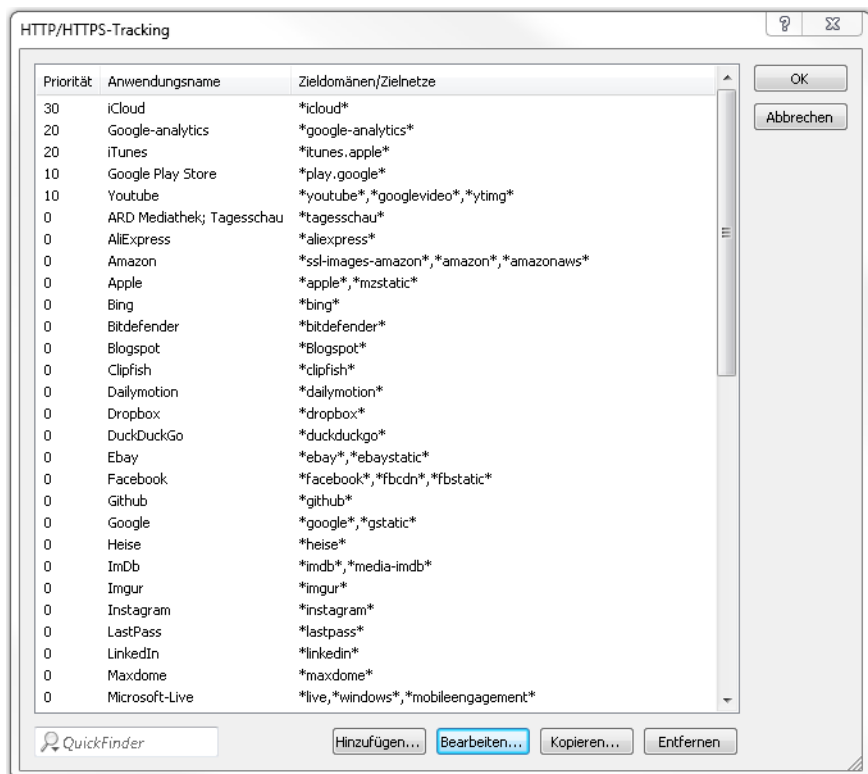 HTTP/HTTPS-Tracking
Priorität Anwendungsname Zieldomänen/Zielnetze
30 iCloud *icloud*
20 Google-analytics *google-analytics*
20 iTunes *itunes.apple*
10 Google Play Store *play.google*
10 Youtube *youtube*,*googlevideo*,*ytimg*
0 ARD Mediathek; Tagesschau *tagesschau*
0 AliExpress *aliexpress*
0 Amazon *ssl-images-amazon*,*amazon*,*amazonaws*
0 Apple *apple*,*mzstatic*
0 Bing *bing*
0 Bitdefender *bitdefender*
0 Blogspot *Blogspot*
0 Clipfish *clipfish*
0 Dailymotion *dailymotion*
0 Dropbox *dropbox*
0 DuckDuckGo *duckduckgo*
0 Ebay *ebay*,*ebaystatic*
0 Facebook *facebook*,*fbcdn*,*fbstatic*
0 Github *github*
0 Google *google*,*gstatic*
0 Heise *heise*
0 ImDb *imdb*,*media-imdb*
0 Imgur *imgur*
0 Instagram *instagram*
0 LastPass *lastpass*
0 LinkedIn *linkedin*
0 Maxdome *maxdome*
0 Microsoft-Live *live,*windows*,*mobileengagement*
OK
Abbrechen
QuickFinder Hinzufügen... Bearbeiten... Kopieren... Entfernen